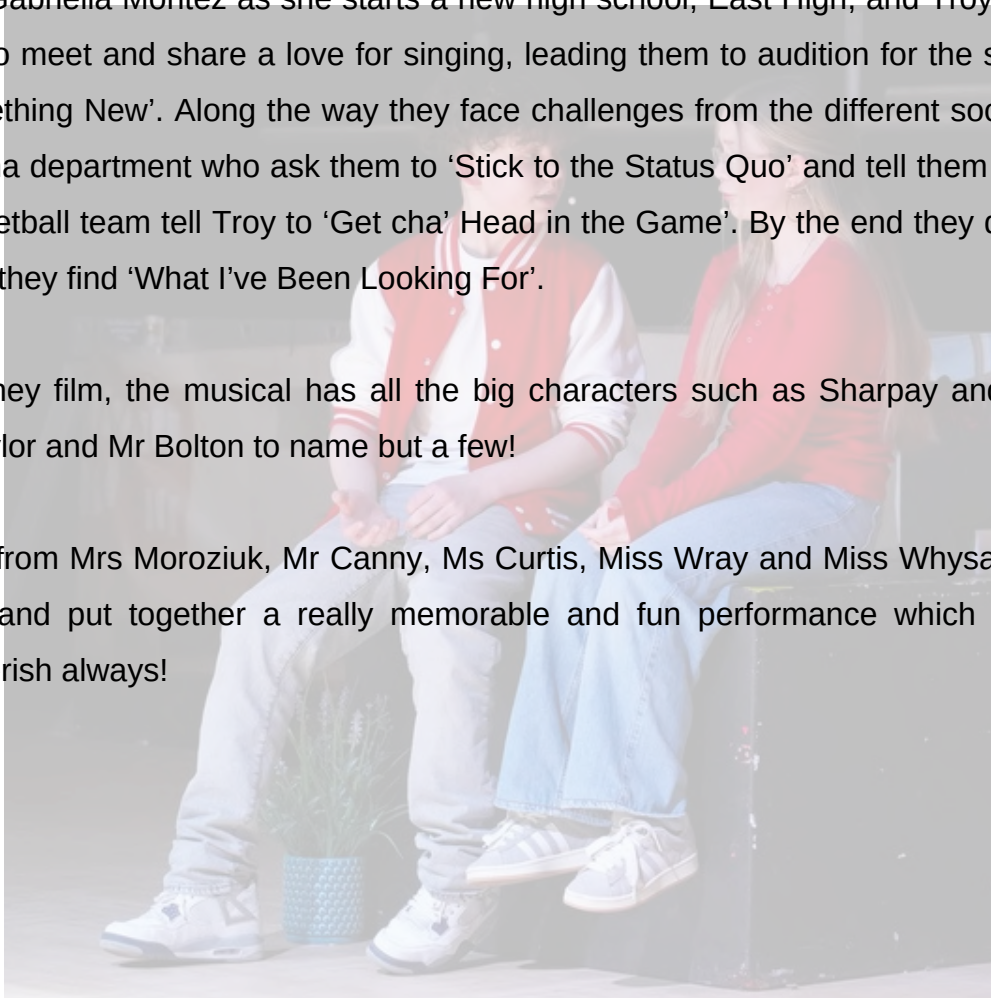 Gabriella Montez as she starts a new high school, East High, and Troy
meet and share a love for singing, leading them to audition for the
ething New’. Along the way they face challenges from the different soc
a department who ask them to ‘Stick to the Status Quo’ and tell them
etball team tell Troy to ‘Get cha’ Head in the Game’. By the end they
they find ‘What I’ve Been Looking For’.
ney film, the musical has all the big characters such as Sharpay and
lor and Mr Bolton to name but a few!
from Mrs Moroziuk, Mr Canny, Ms Curtis, Miss Wray and Miss Whysa
and put together a really memorable and fun performance which
rish always!